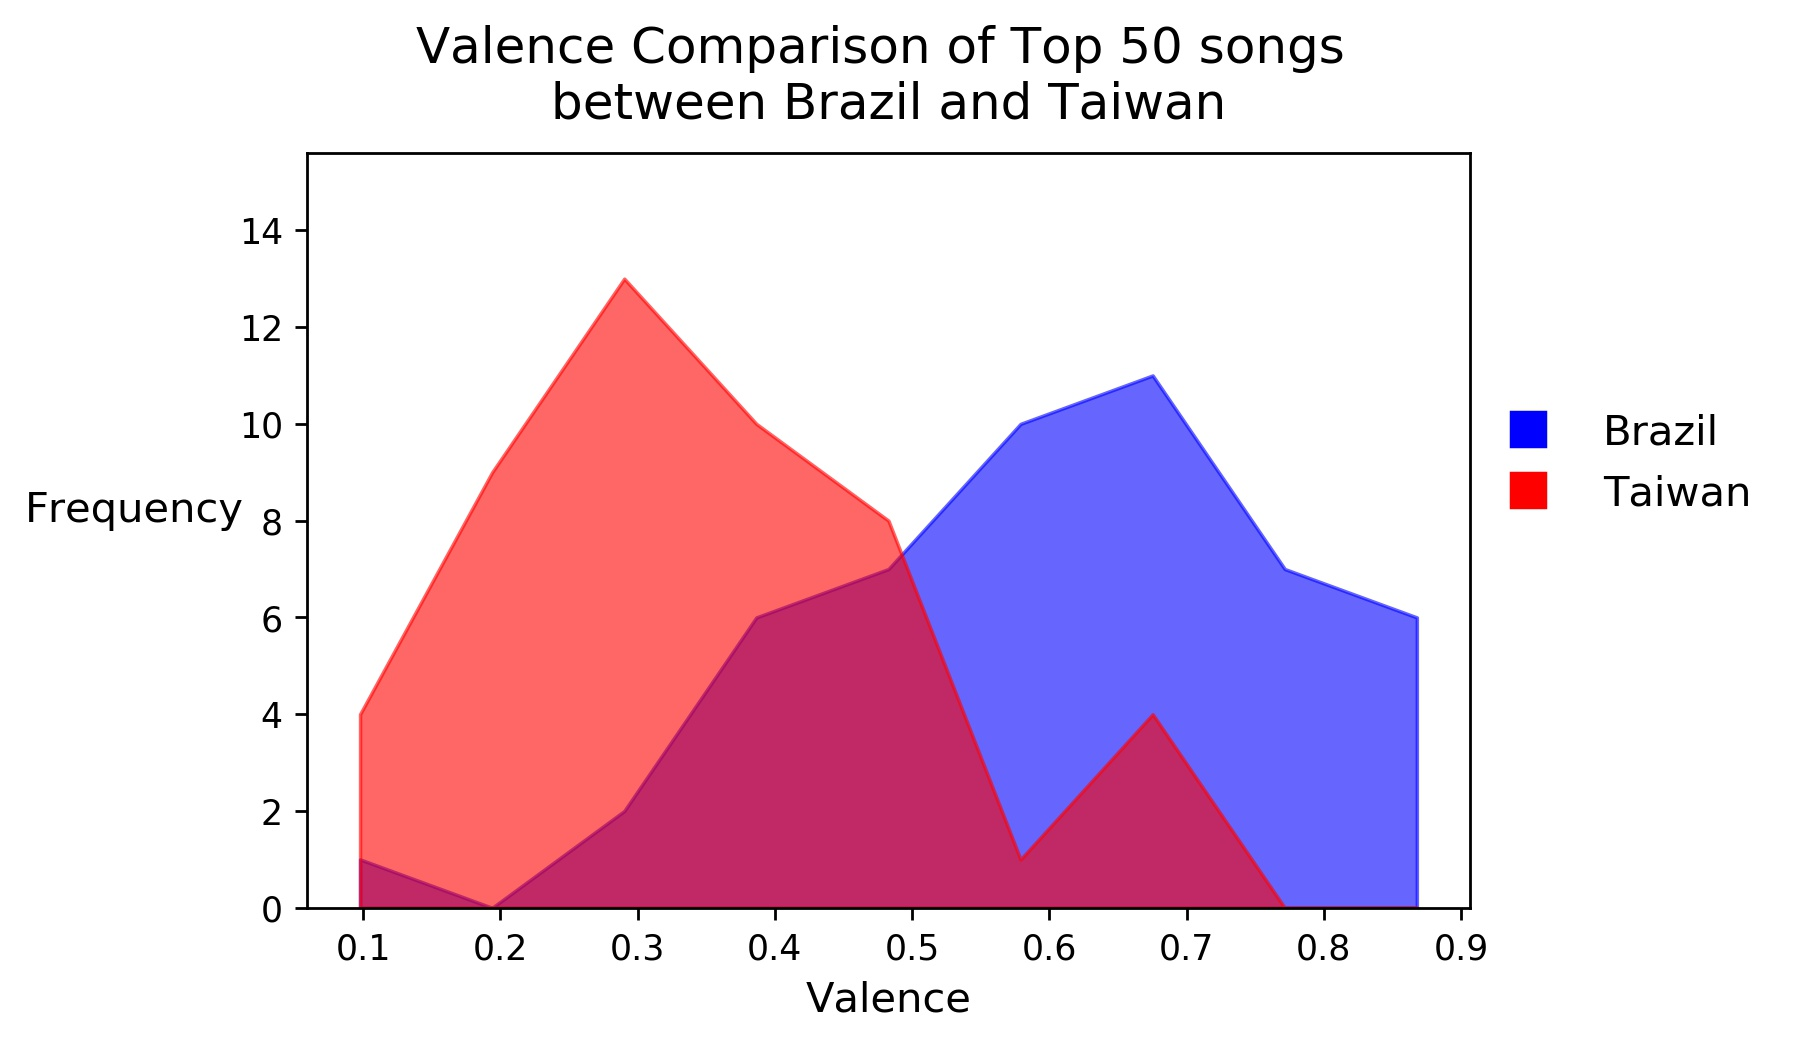 Valence Comparison of Top 50 songs
between Brazil and Taiwan
14
12
10
8
6
4
2
0
Frequency
0.1 0.2 0.3 0.4 0.5 0.6 0.7 0.8 0.9
Valence
Brazil
Taiwan